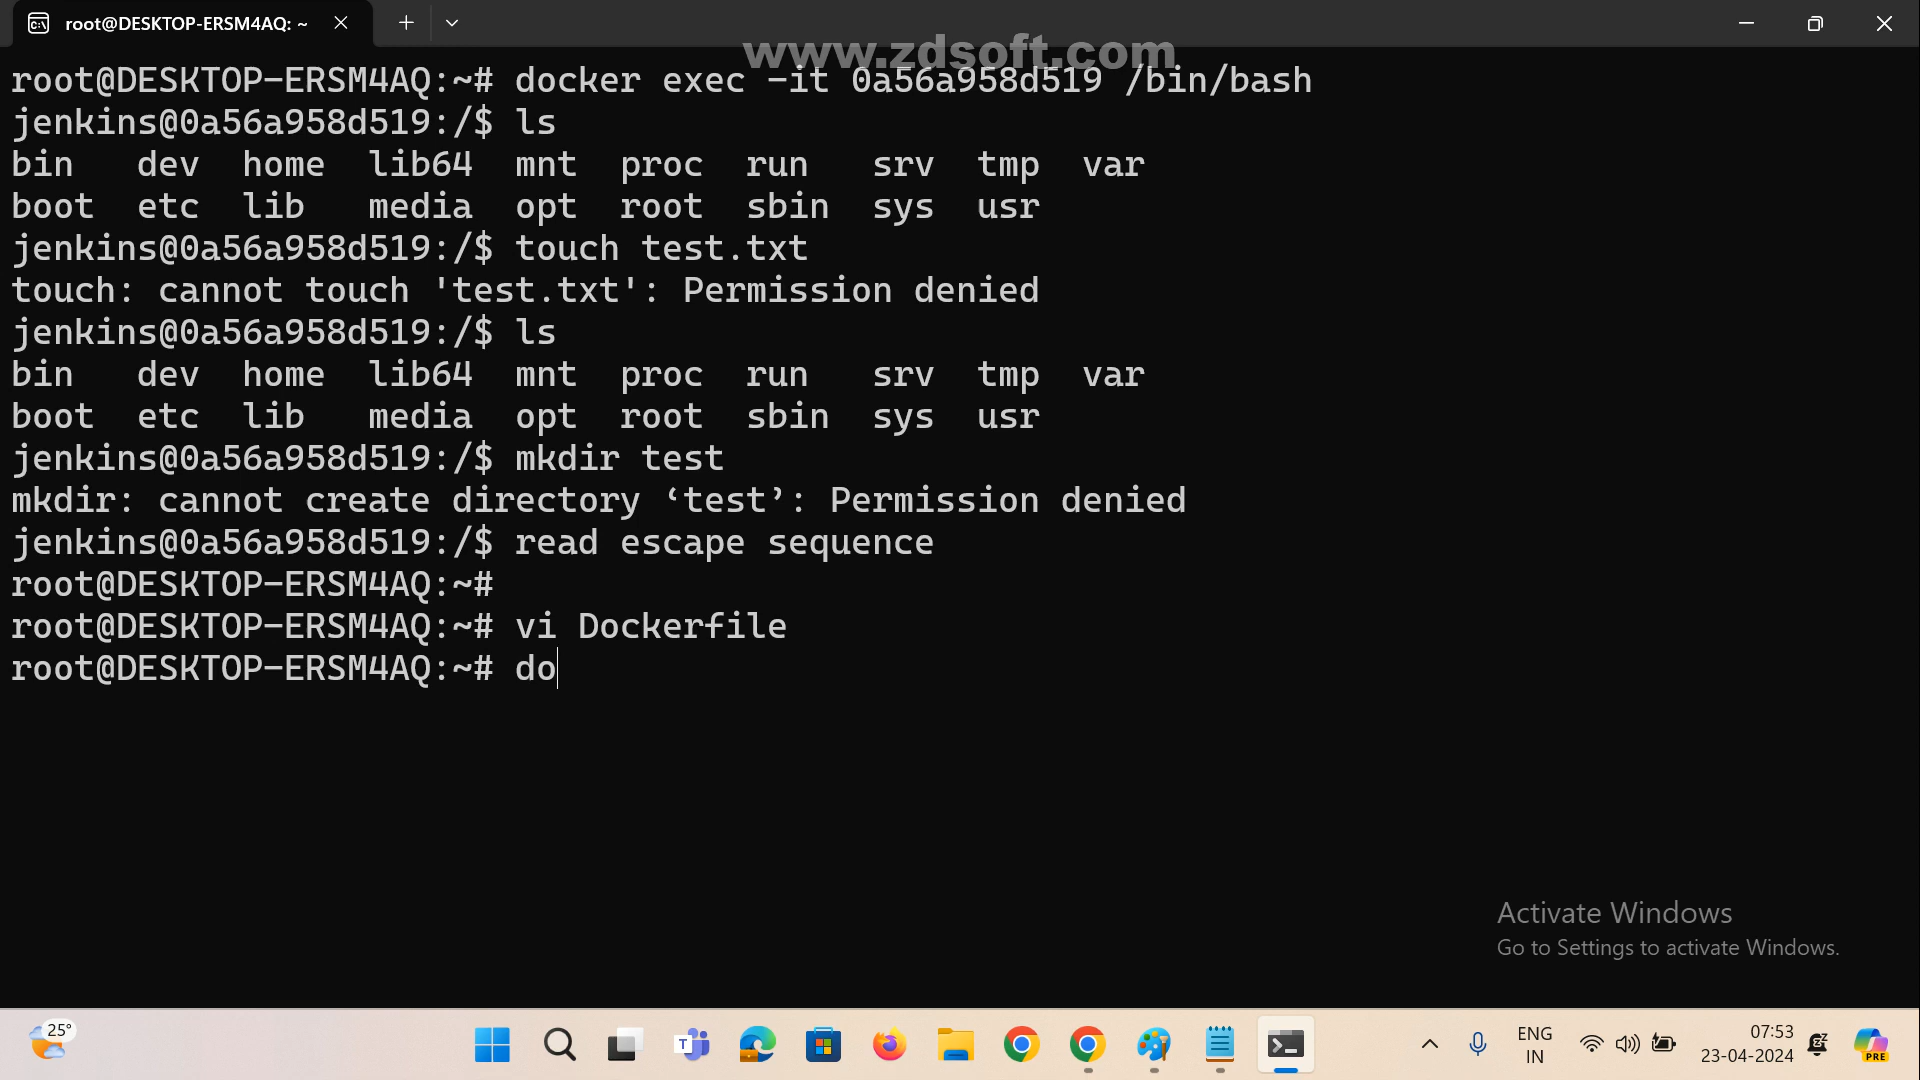 root@DESKTOP-ERSM4AQ: ~
www.zdsoft.com
root@DESKTOP-ERSM4AQ:~# docker exec -it 0a56a958d519 /bin/bash
jenkins@0a56a958d519:/$ ls
bin   dev  home  lib64  mnt  proc  run   srv  tmp  var
boot  etc  lib   media  opt  root  sbin  sys  usr
jenkins@0a56a958d519:/$ touch test.txt
touch: cannot touch 'test.txt': Permission denied
jenkins@0a56a958d519:/$ ls
bin   dev  home  lib64  mnt  proc  run   srv  tmp  var
boot  etc  lib   media  opt  root  sbin  sys  usr
jenkins@0a56a958d519:/$ mkdir test
mkdir: cannot create directory ‘test’: Permission denied
jenkins@0a56a958d519:/$ read escape sequence
root@DESKTOP-ERSM4AQ:~#
root@DESKTOP-ERSM4AQ:~# vi Dockerfile
root@DESKTOP-ERSM4AQ:~# do
Activate Windows
Go to Settings to activate Windows.
25°
ENG
IN
07:53
23-04-2024
PRE